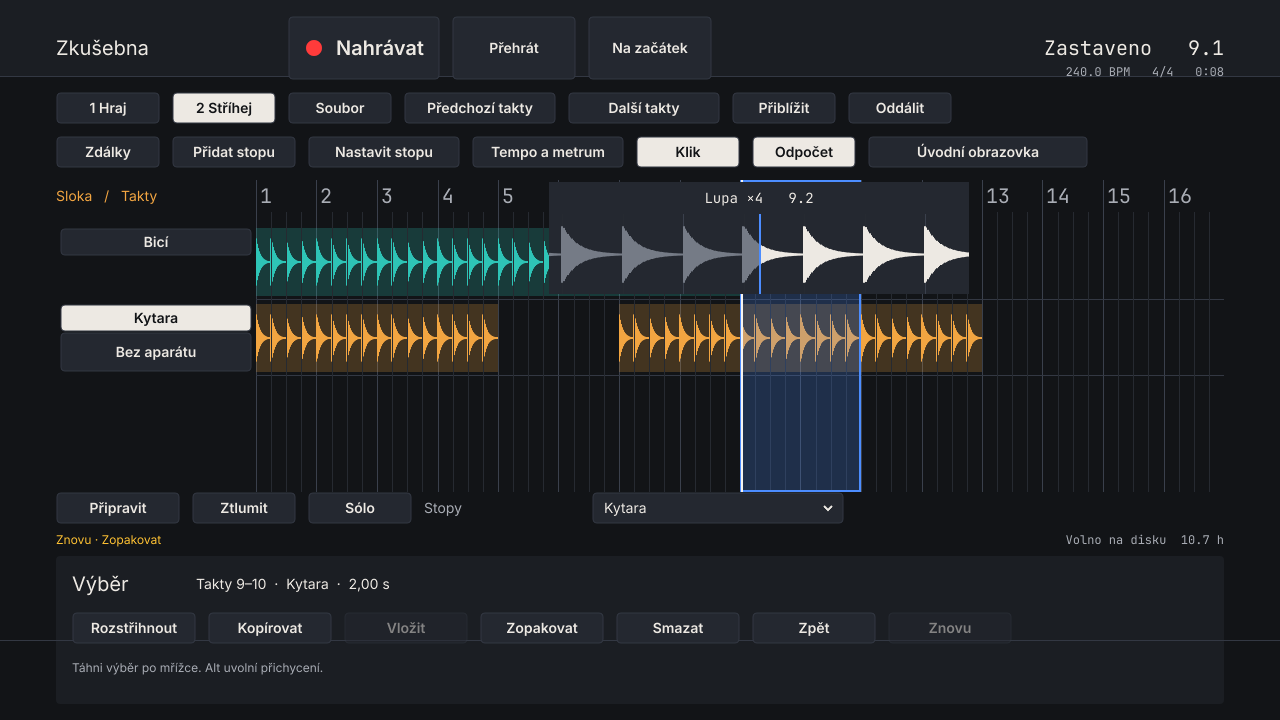 Zkušebna
Nahrávat
Přehrát
Na začátek
Zastaveno 9.1
240.0 BPM 4/4 0:08
1 Hraj
2 Stříhej
Soubor
Předchozí takty
Další takty
Přiblížit
Oddálit
Zdálky
Přidat stopu
Nastavit stopu
Tempo a metrum
Klik
Odpočet
Úvodní obrazovka
Sloka / Takty
1 2 3 4 5 13 14 15 16
Lupa ×4 9.2
Bicí
Kytara
Bez aparátu
Připravit
Ztlumit
Sólo
Stopy
Kytara
Znovu · Zopakovat
Volno na disku 10.7 h
Výběr
Takty 9–10 · Kytara · 2,00 s
Rozstřihnout
Kopírovat
Vložit
Zopakovat
Smazat
Zpět
Znovu
Táhni výběr po mřížce. Alt uvolní přichycení.